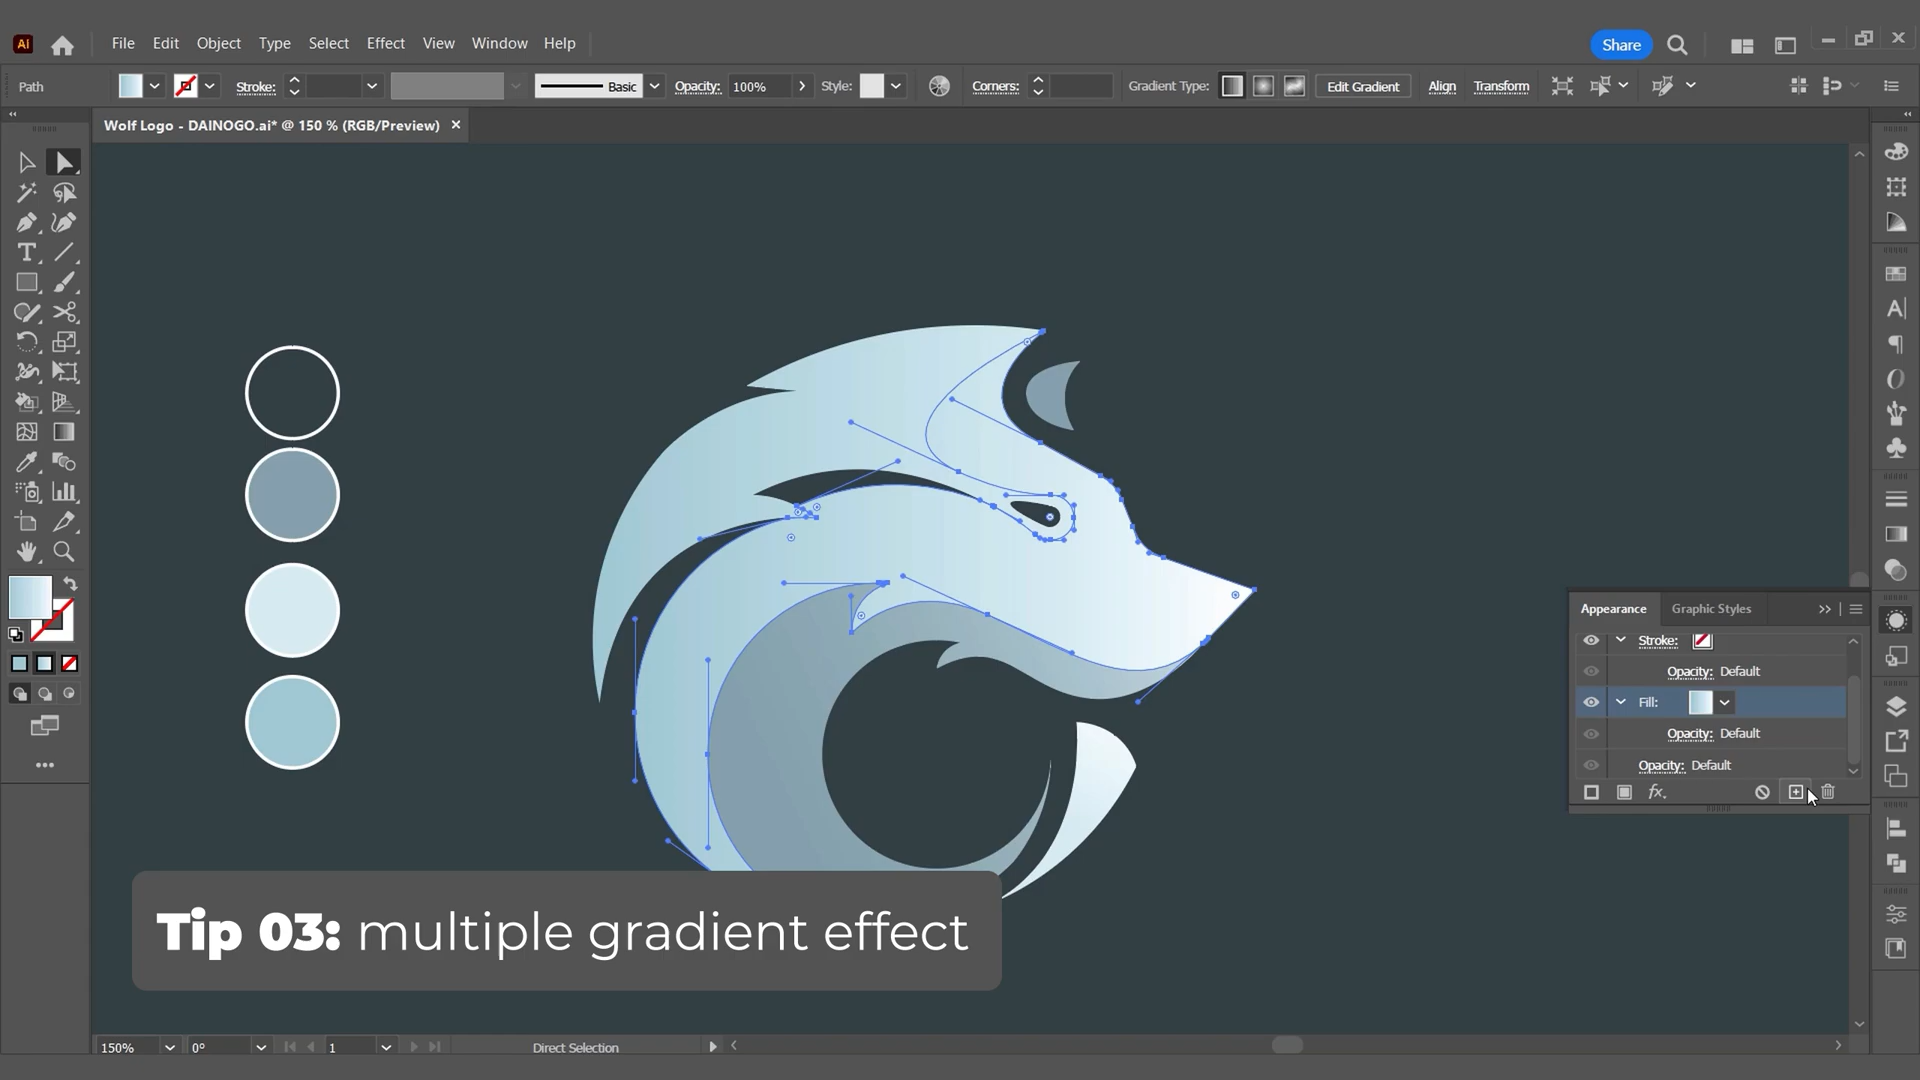 Ai File Edit Object Type Select Effect View Window Help Share
Path Stroke: Basic Opacity: 100% Style: Corners: Gradient Type: Edit Gradient Align Transform
Wolf Logo - DAINOGO.ai* @ 150 % (RGB/Preview)
Appearance Graphic Styles
Stroke:
Opacity: Default
Fill:
Opacity: Default
Opacity: Default
fx.
Tip 03: multiple gradient effect
150% 0° 1 Direct Selection